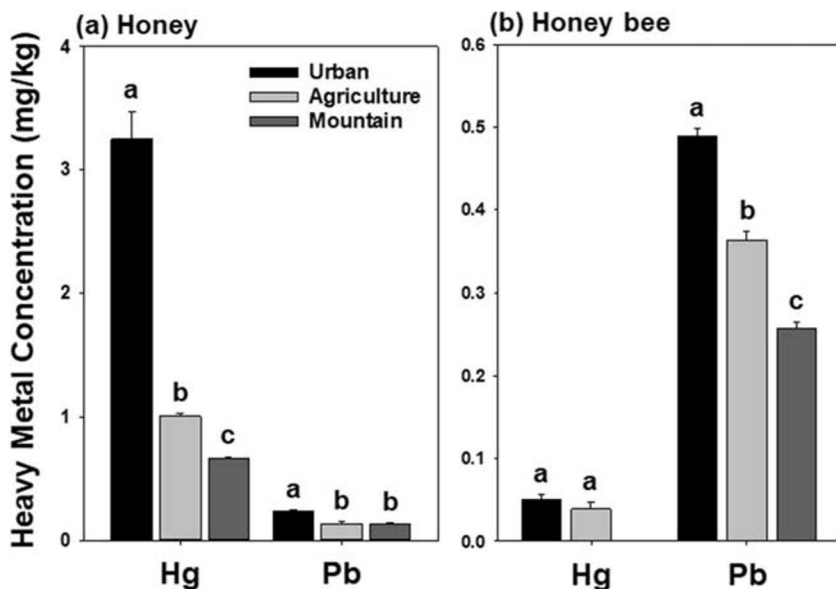 (a) Honey
(b) Honey bee
Heavy Metal Concentration (mg/kg)
4
3
2
1
0
Urban
Agriculture
Mountain
a
b
c
a
b
b
Hg
Pb
0.6
0.5
0.4
0.3
0.2
0.1
0.0
a
a
a
b
c
Hg
Pb